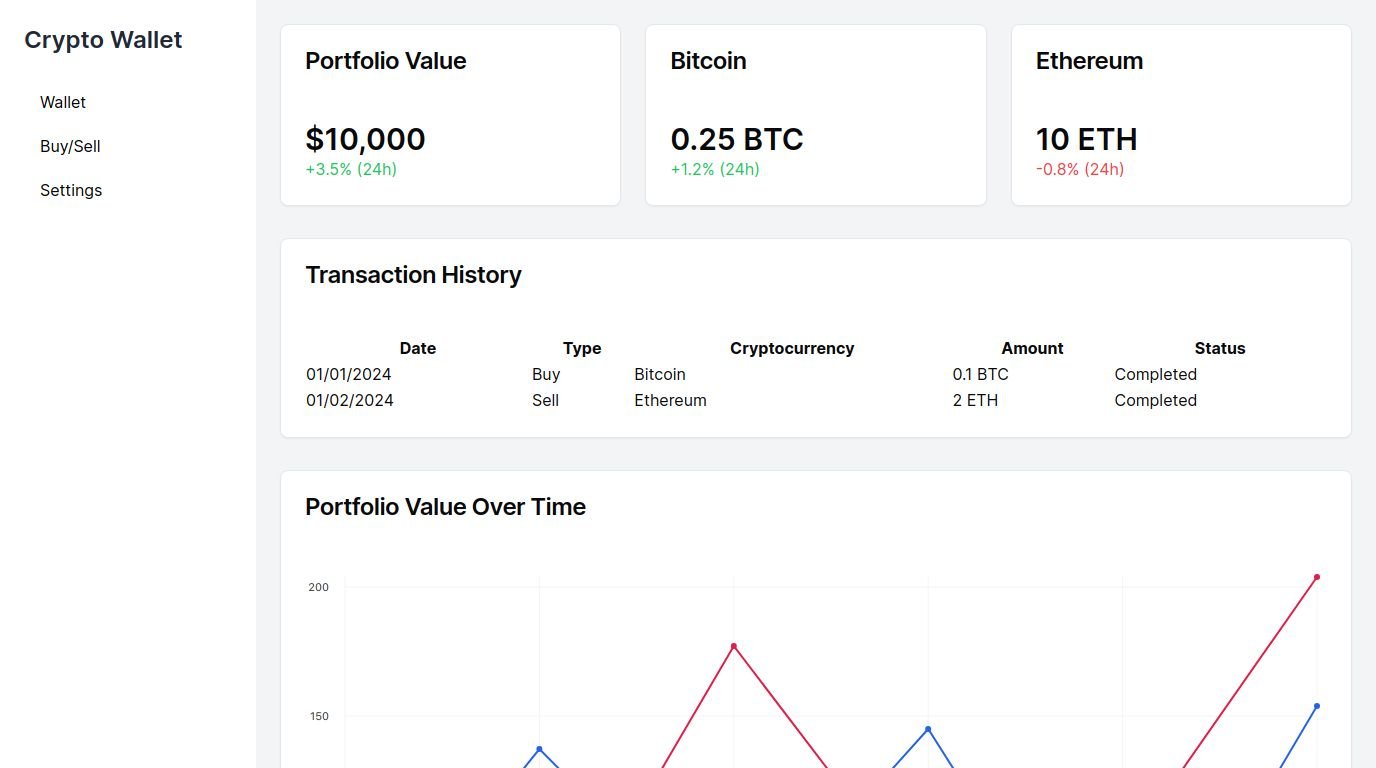 Crypto Wallet
Wallet
Buy/Sell
Settings
Portfolio Value
$10,000
+3.5% (24h)
Bitcoin
0.25 BTC
+1.2% (24h)
Ethereum
10 ETH
-0.8% (24h)
Transaction History
Date Type Cryptocurrency Amount Status
01/01/2024 Buy Bitcoin 0.1 BTC Completed
01/02/2024 Sell Ethereum 2 ETH Completed
Portfolio Value Over Time
200
150